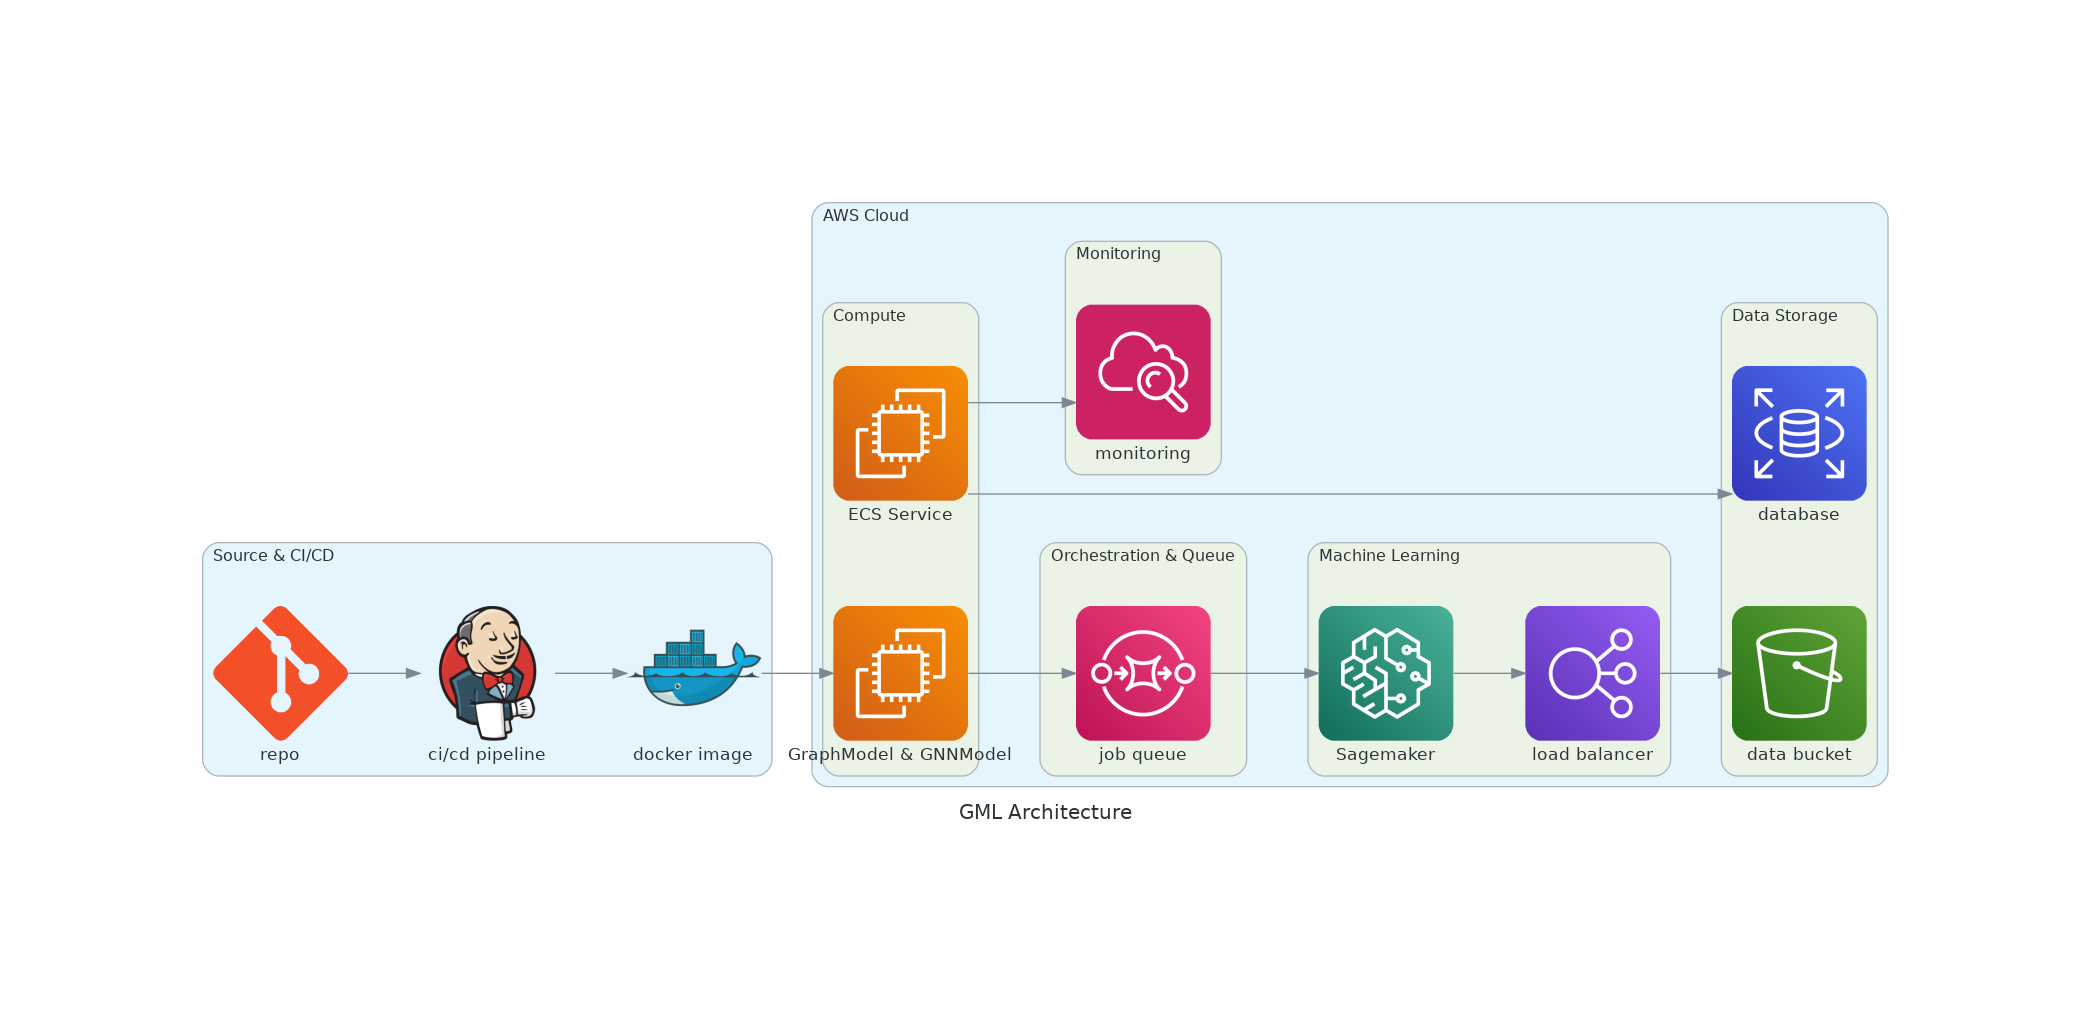 AWS Cloud
Monitoring
Compute
Data Storage
monitoring
ECS Service
database
Source & CI/CD
Orchestration & Queue
Machine Learning
repo
ci/cd pipeline
docker image
GraphModel & GNNModel
job queue
Sagemaker
load balancer
data bucket
GML Architecture